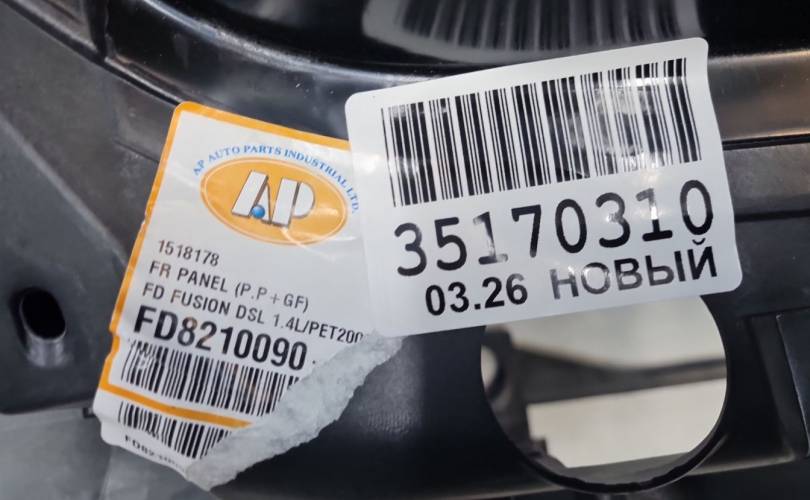 AP AUTO PARTS INDUSTRIAL LTD.
AP
1518178
FR PANEL (P.P+GF)
FD FUSION DSL 1.4L/PET200
FD8210090
35170310
03.26 НОВЫЙ